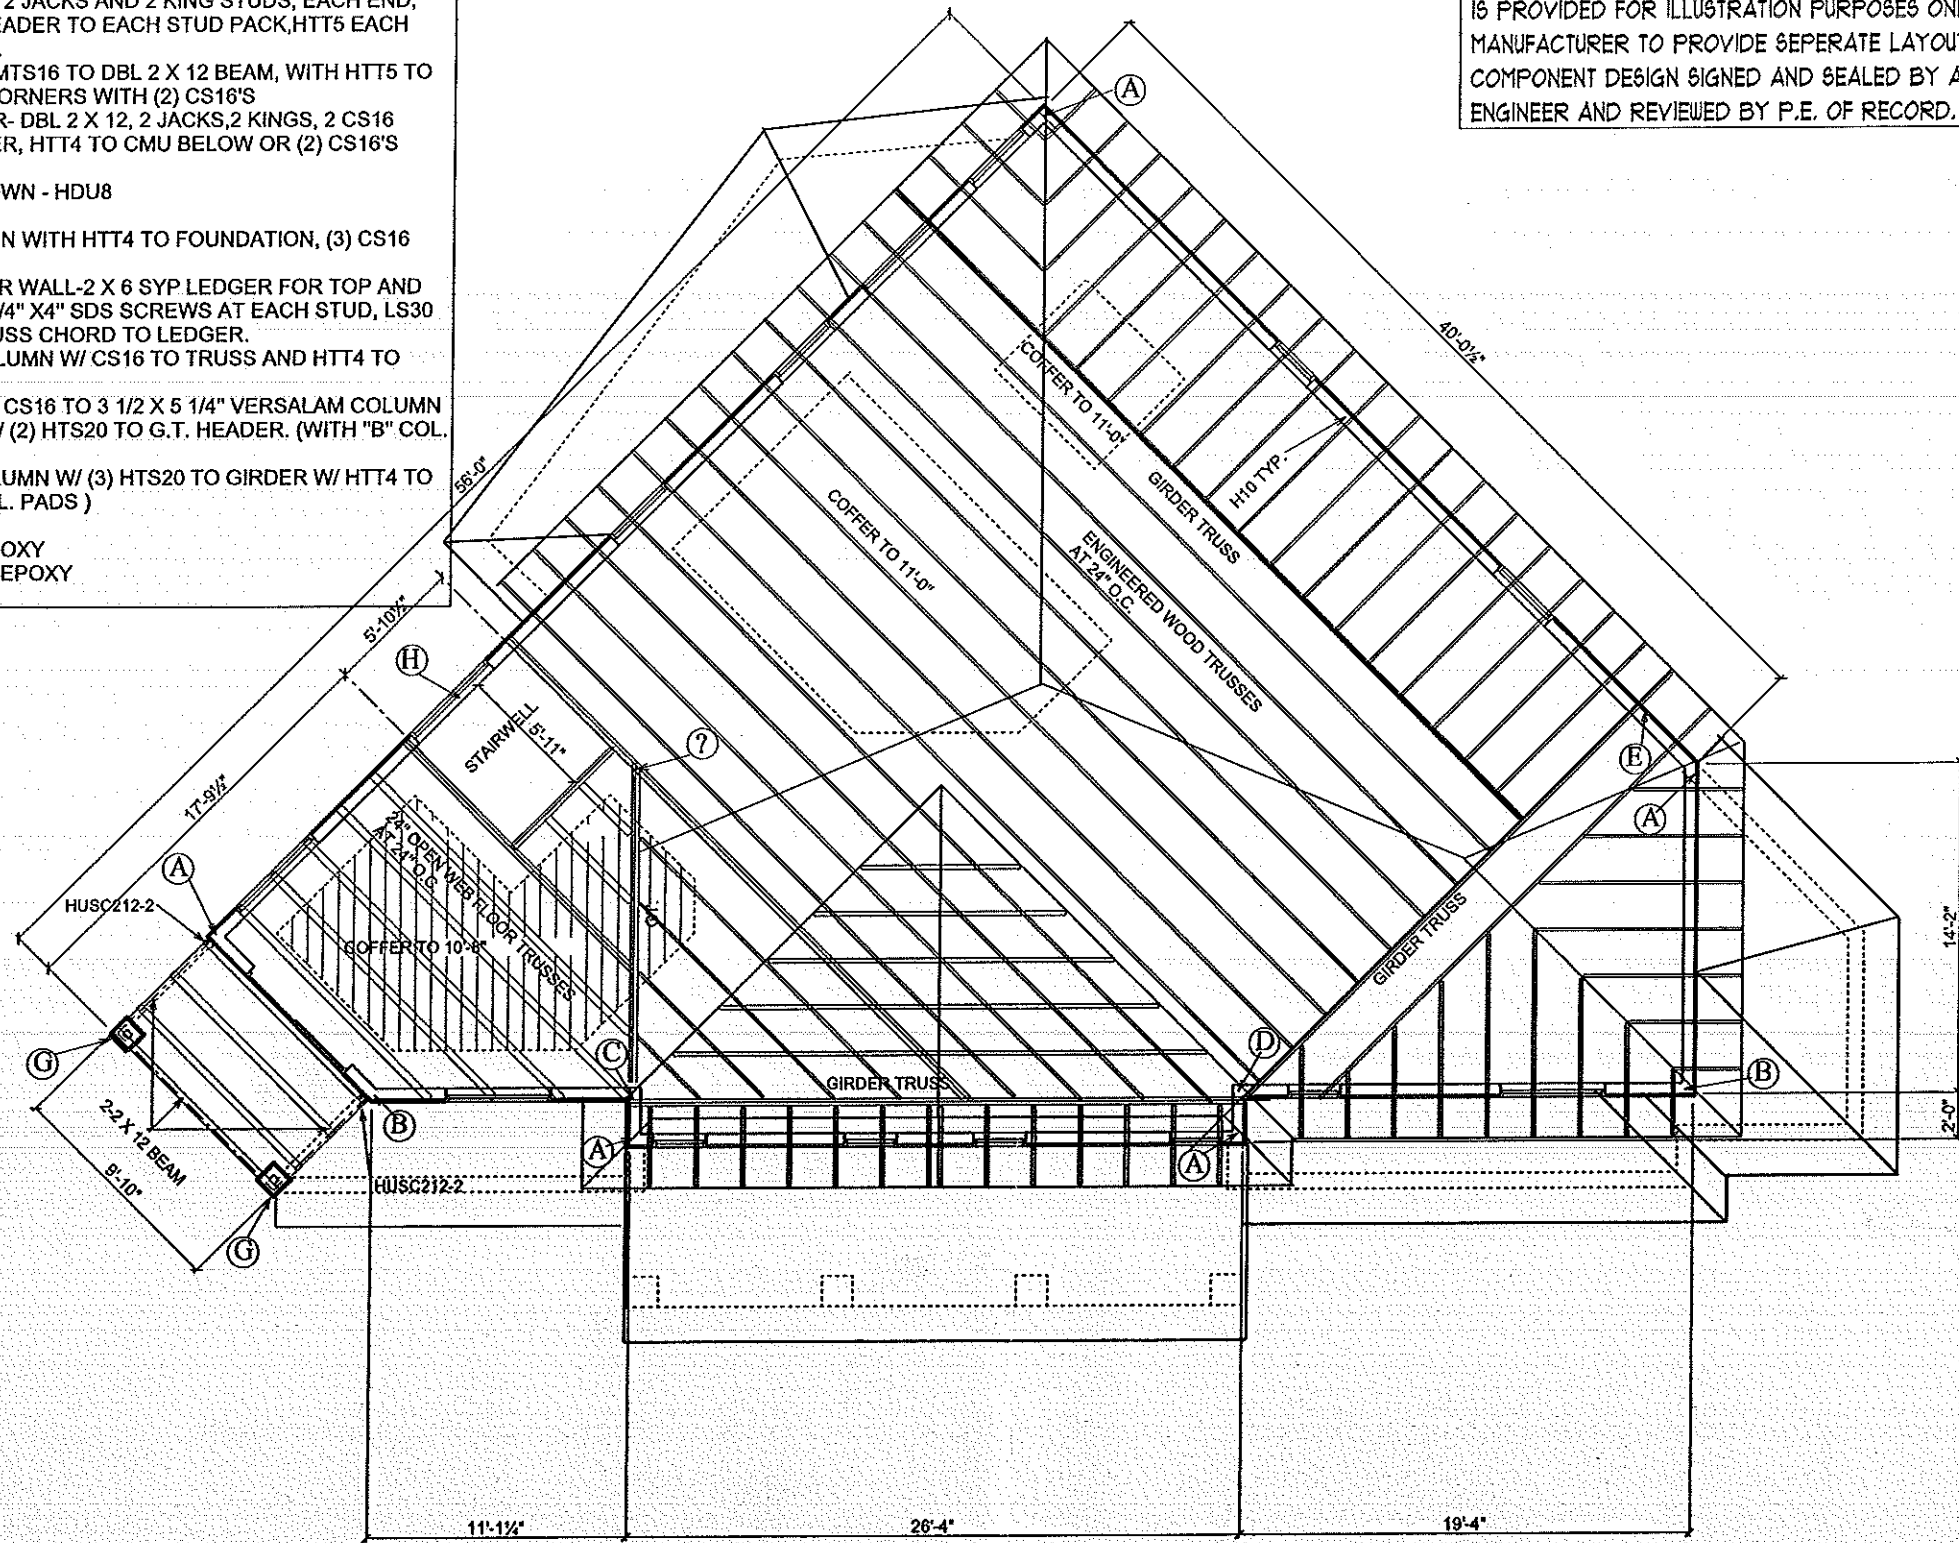 2 JACKS AND 2 KING STUDS, EACH END,
EADER TO EACH STUD PACK,HTT5 EACH
MTS16 TO DBL 2 X 12 BEAM, WITH HTT5 TO
ORNERS WITH (2) CS16'S
R- DBL 2 X 12, 2 JACKS,2 KINGS, 2 CS16
ER, HTT4 TO CMU BELOW OR (2) CS16'S
WN - HDU8
N WITH HTT4 TO FOUNDATION, (3) CS16
R WALL-2 X 6 SYP LEDGER FOR TOP AND
/4" X4" SDS SCREWS AT EACH STUD, LS30
USS CHORD TO LEDGER.
LUMN W/ CS16 TO TRUSS AND HTT4 TO
CS16 TO 3 1/2 X 5 1/4" VERSALAM COLUMN
W/ (2) HTS20 TO G.T. HEADER. (WITH "B" COL.
LUMN W/ (3) HTS20 TO GIRDER W/ HTT4 TO
L. PADS )
OXY
EPOXY
IS PROVIDED FOR ILLUSTRATION PURPOSES ONL
MANUFACTURER TO PROVIDE SEPERATE LAYOUT
COMPONENT DESIGN SIGNED AND SEALED BY A
ENGINEER AND REVIEWED BY P.E. OF RECORD.
A
40'-0½"
COFFER TO 11'-0"
GIRDER TRUSS
H10 TYP.
56'-0"
COFFER TO 11'-0"
ENGINEERED WOOD TRUSSES
AT 24" O.C.
5'-10½"
H
STAIRWELL
5'-11"
?
E
A
17'-9½"
24" OPEN WEB FLOOR TRUSSES
AT 24" O.C.
A
HUSC212-2
COFFER TO 10'-8"
GIRDER TRUSS
14'-2"
G
C
D
B
GIRDER TRUSS
2-2 X 12 BEAM
9'-10"
B
A
A
2'-0"
HUSC212-2
G
11'-1¼"
26'-4"
19'-4"